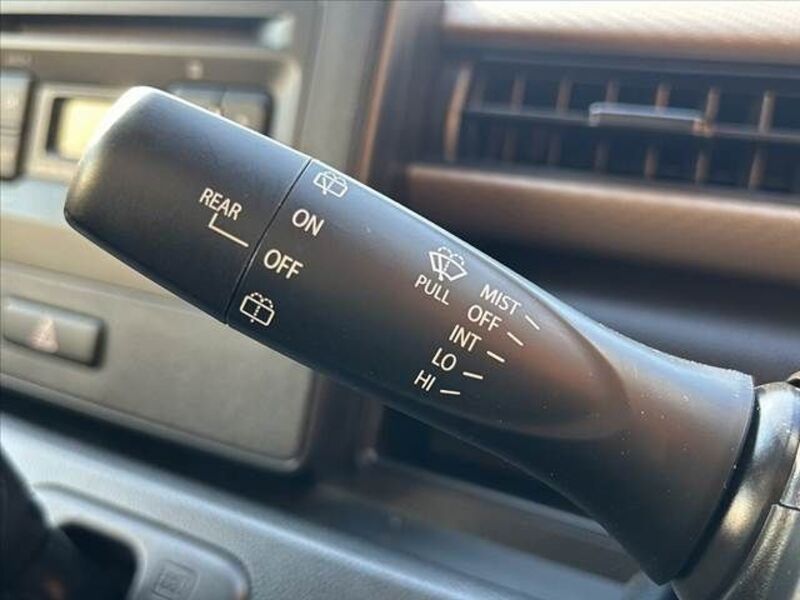 REAR
ON
OFF
PULL
MIST
OFF
INT
LO
HI